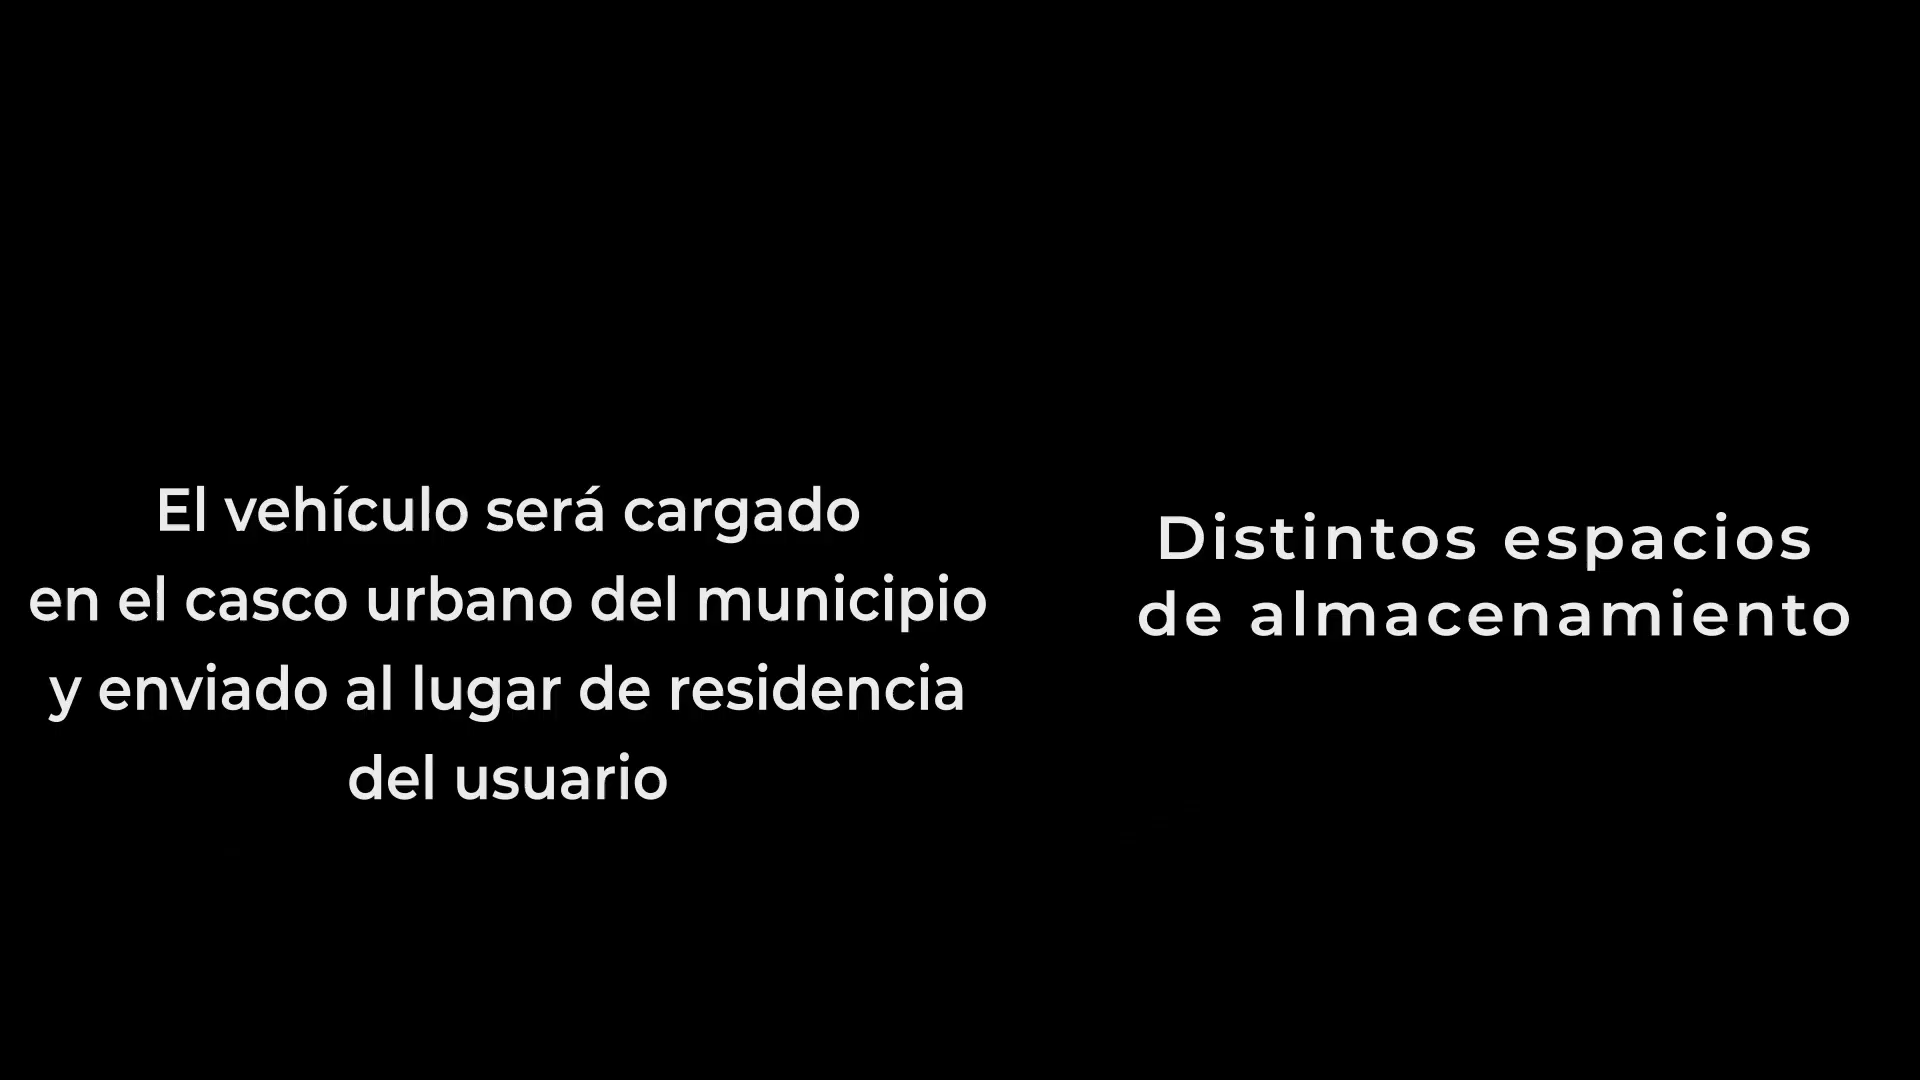 El vehículo será cargado
en el casco urbano del municipio
y enviado al lugar de residencia
del usuario
Distintos espacios
de almacenamiento